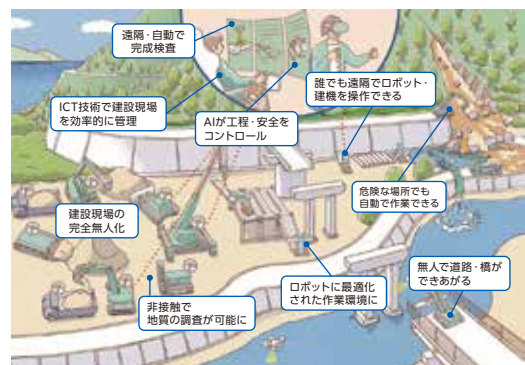 遠隔・自動で
完成検査
ICT技術で建設現場
を効率的に管理
AIが工程・安全を
コントロール
誰でも遠隔でロボット・
建機を操作できる
危険な場所でも
自動で作業できる
建設現場の
完全無人化
非接触で
地質の調査が可能に
ロボットに最適化
された作業環境に
無人で道路・橋が
できあがる